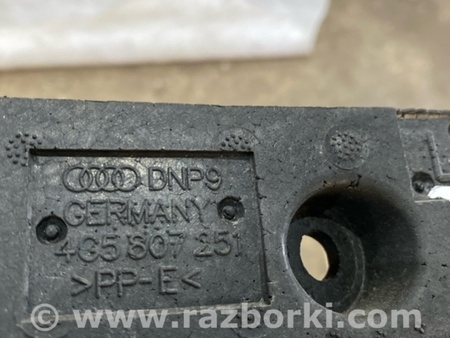 BNP9
GERMANY
4G5 807 251
>PP-E<
www.razborki.com